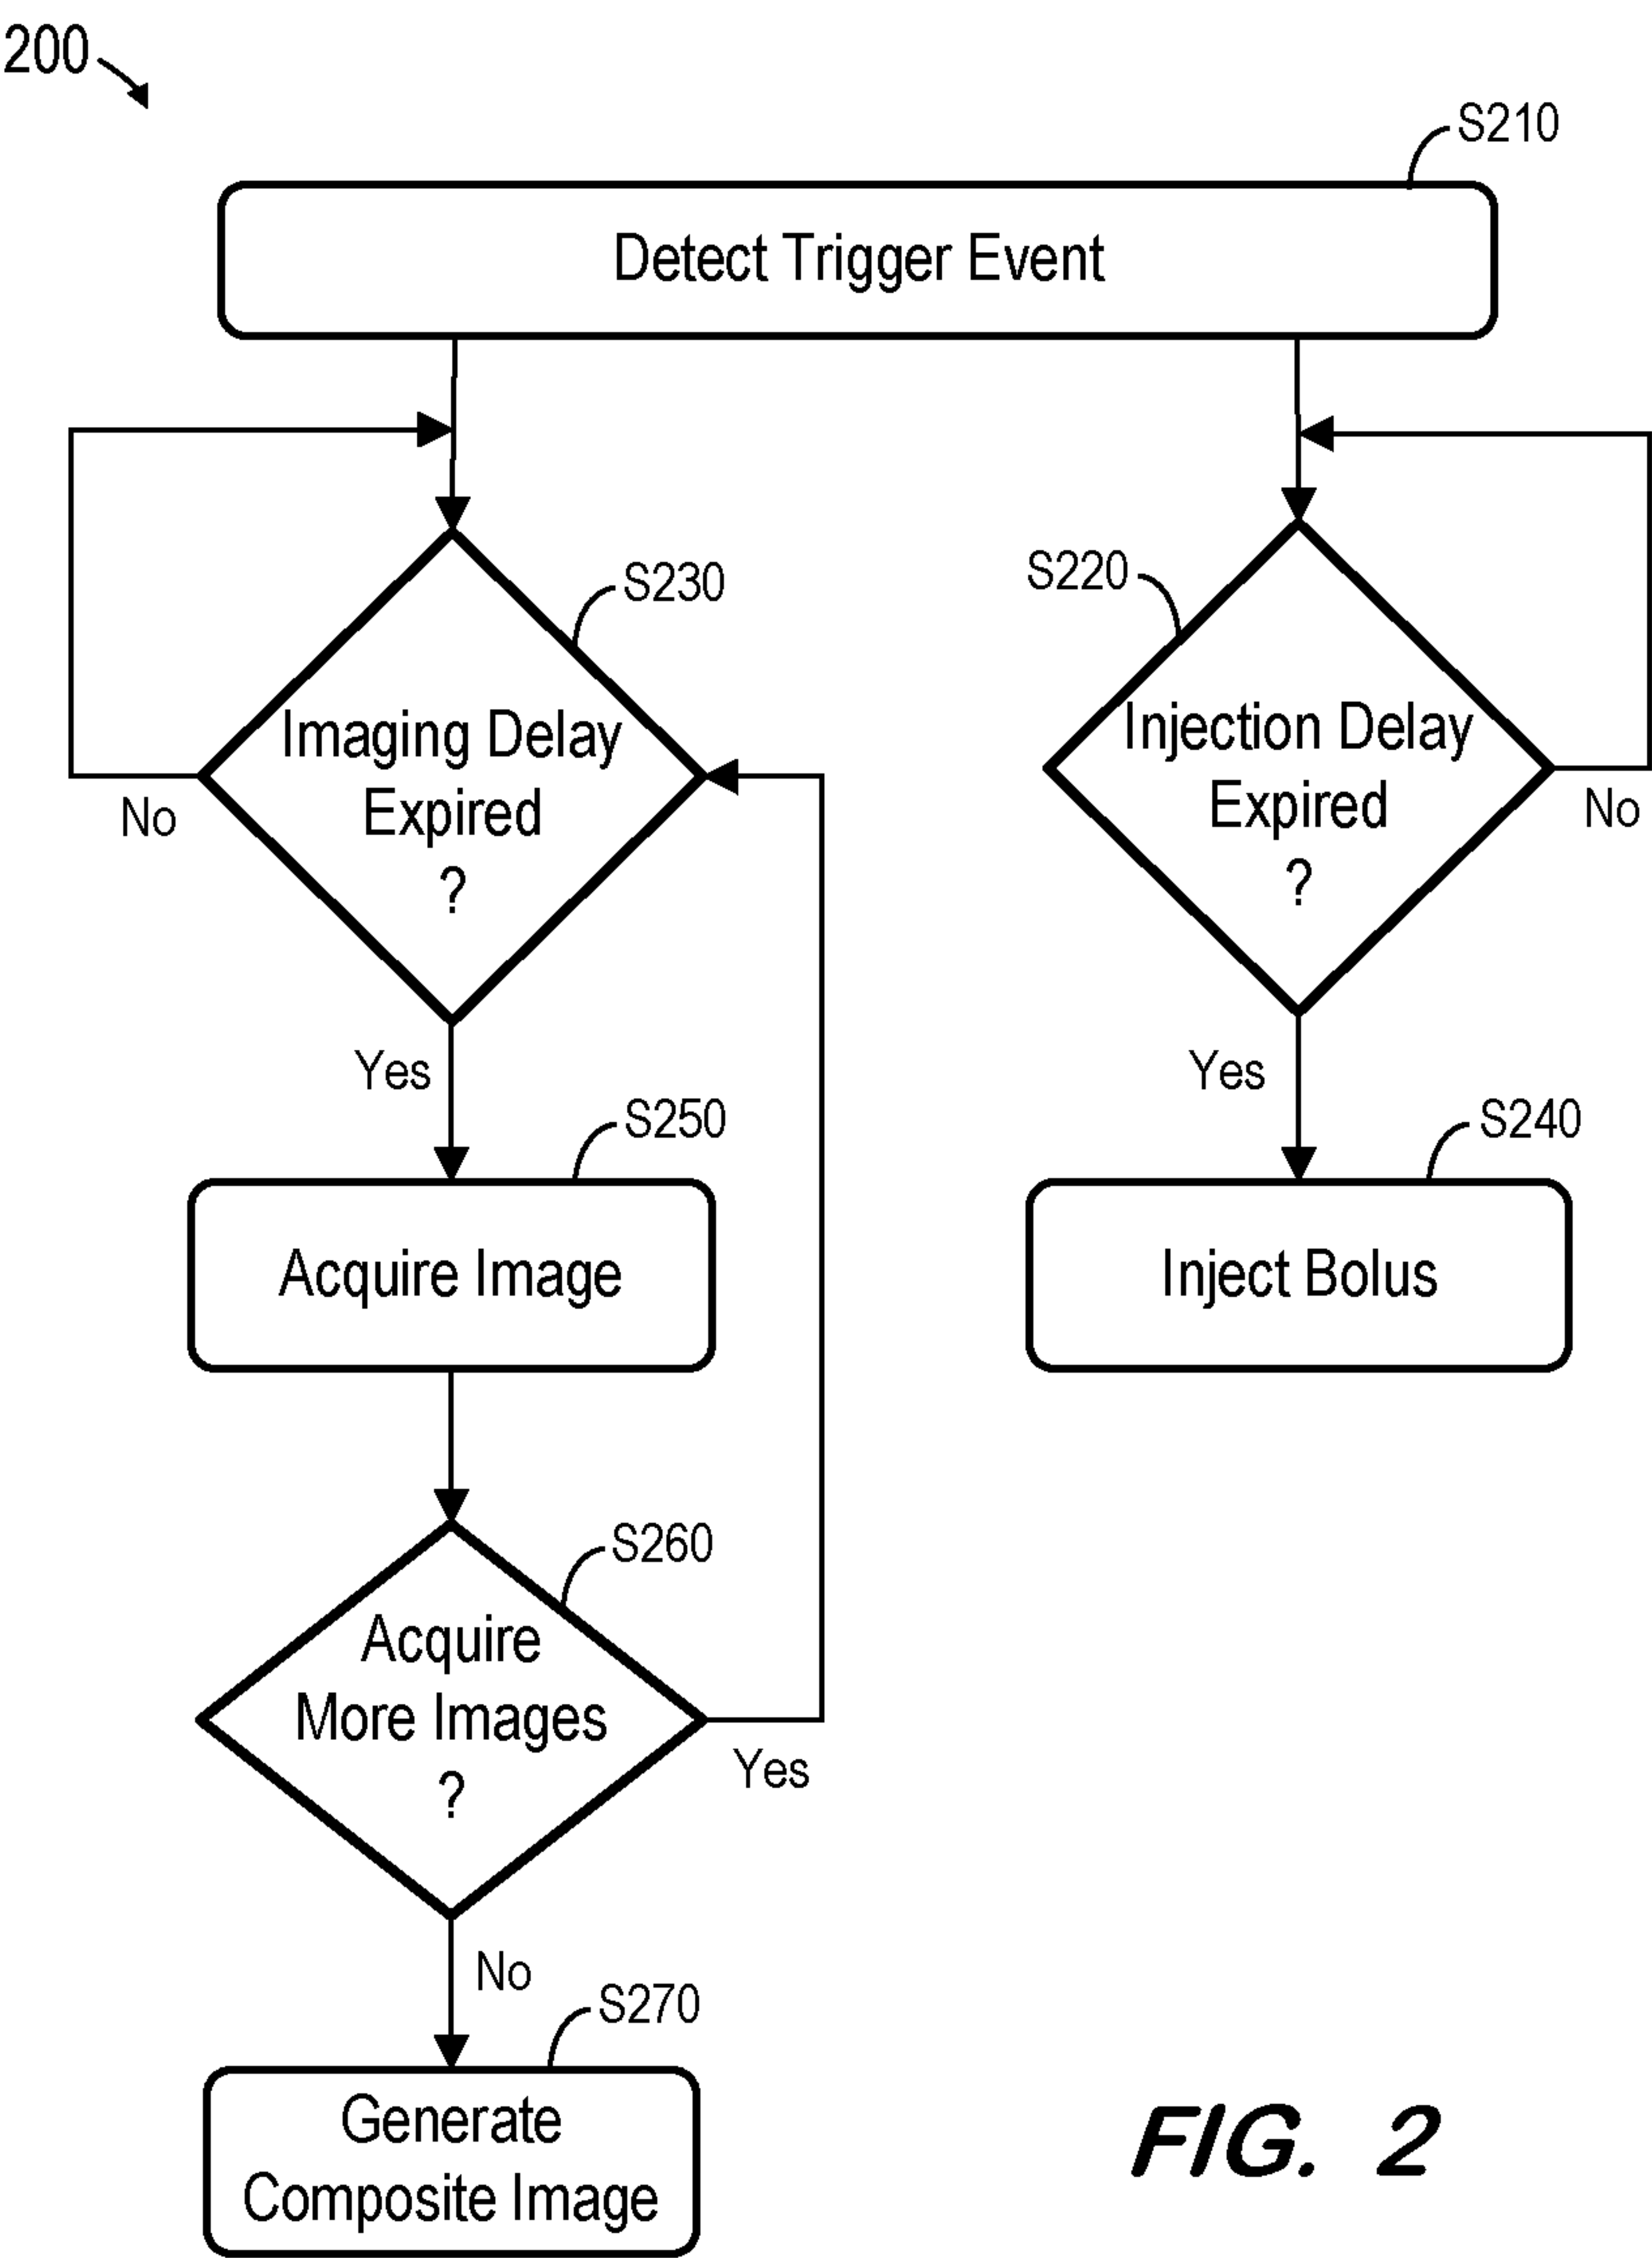 200
S210
Detect Trigger Event
S230
Imaging Delay
Expired
?
No
Yes
S220
Injection Delay
Expired
?
No
Yes
S250
Acquire Image
S240
Inject Bolus
S260
Acquire
More Images
?
Yes
No
S270
Generate
Composite Image
FIG. 2